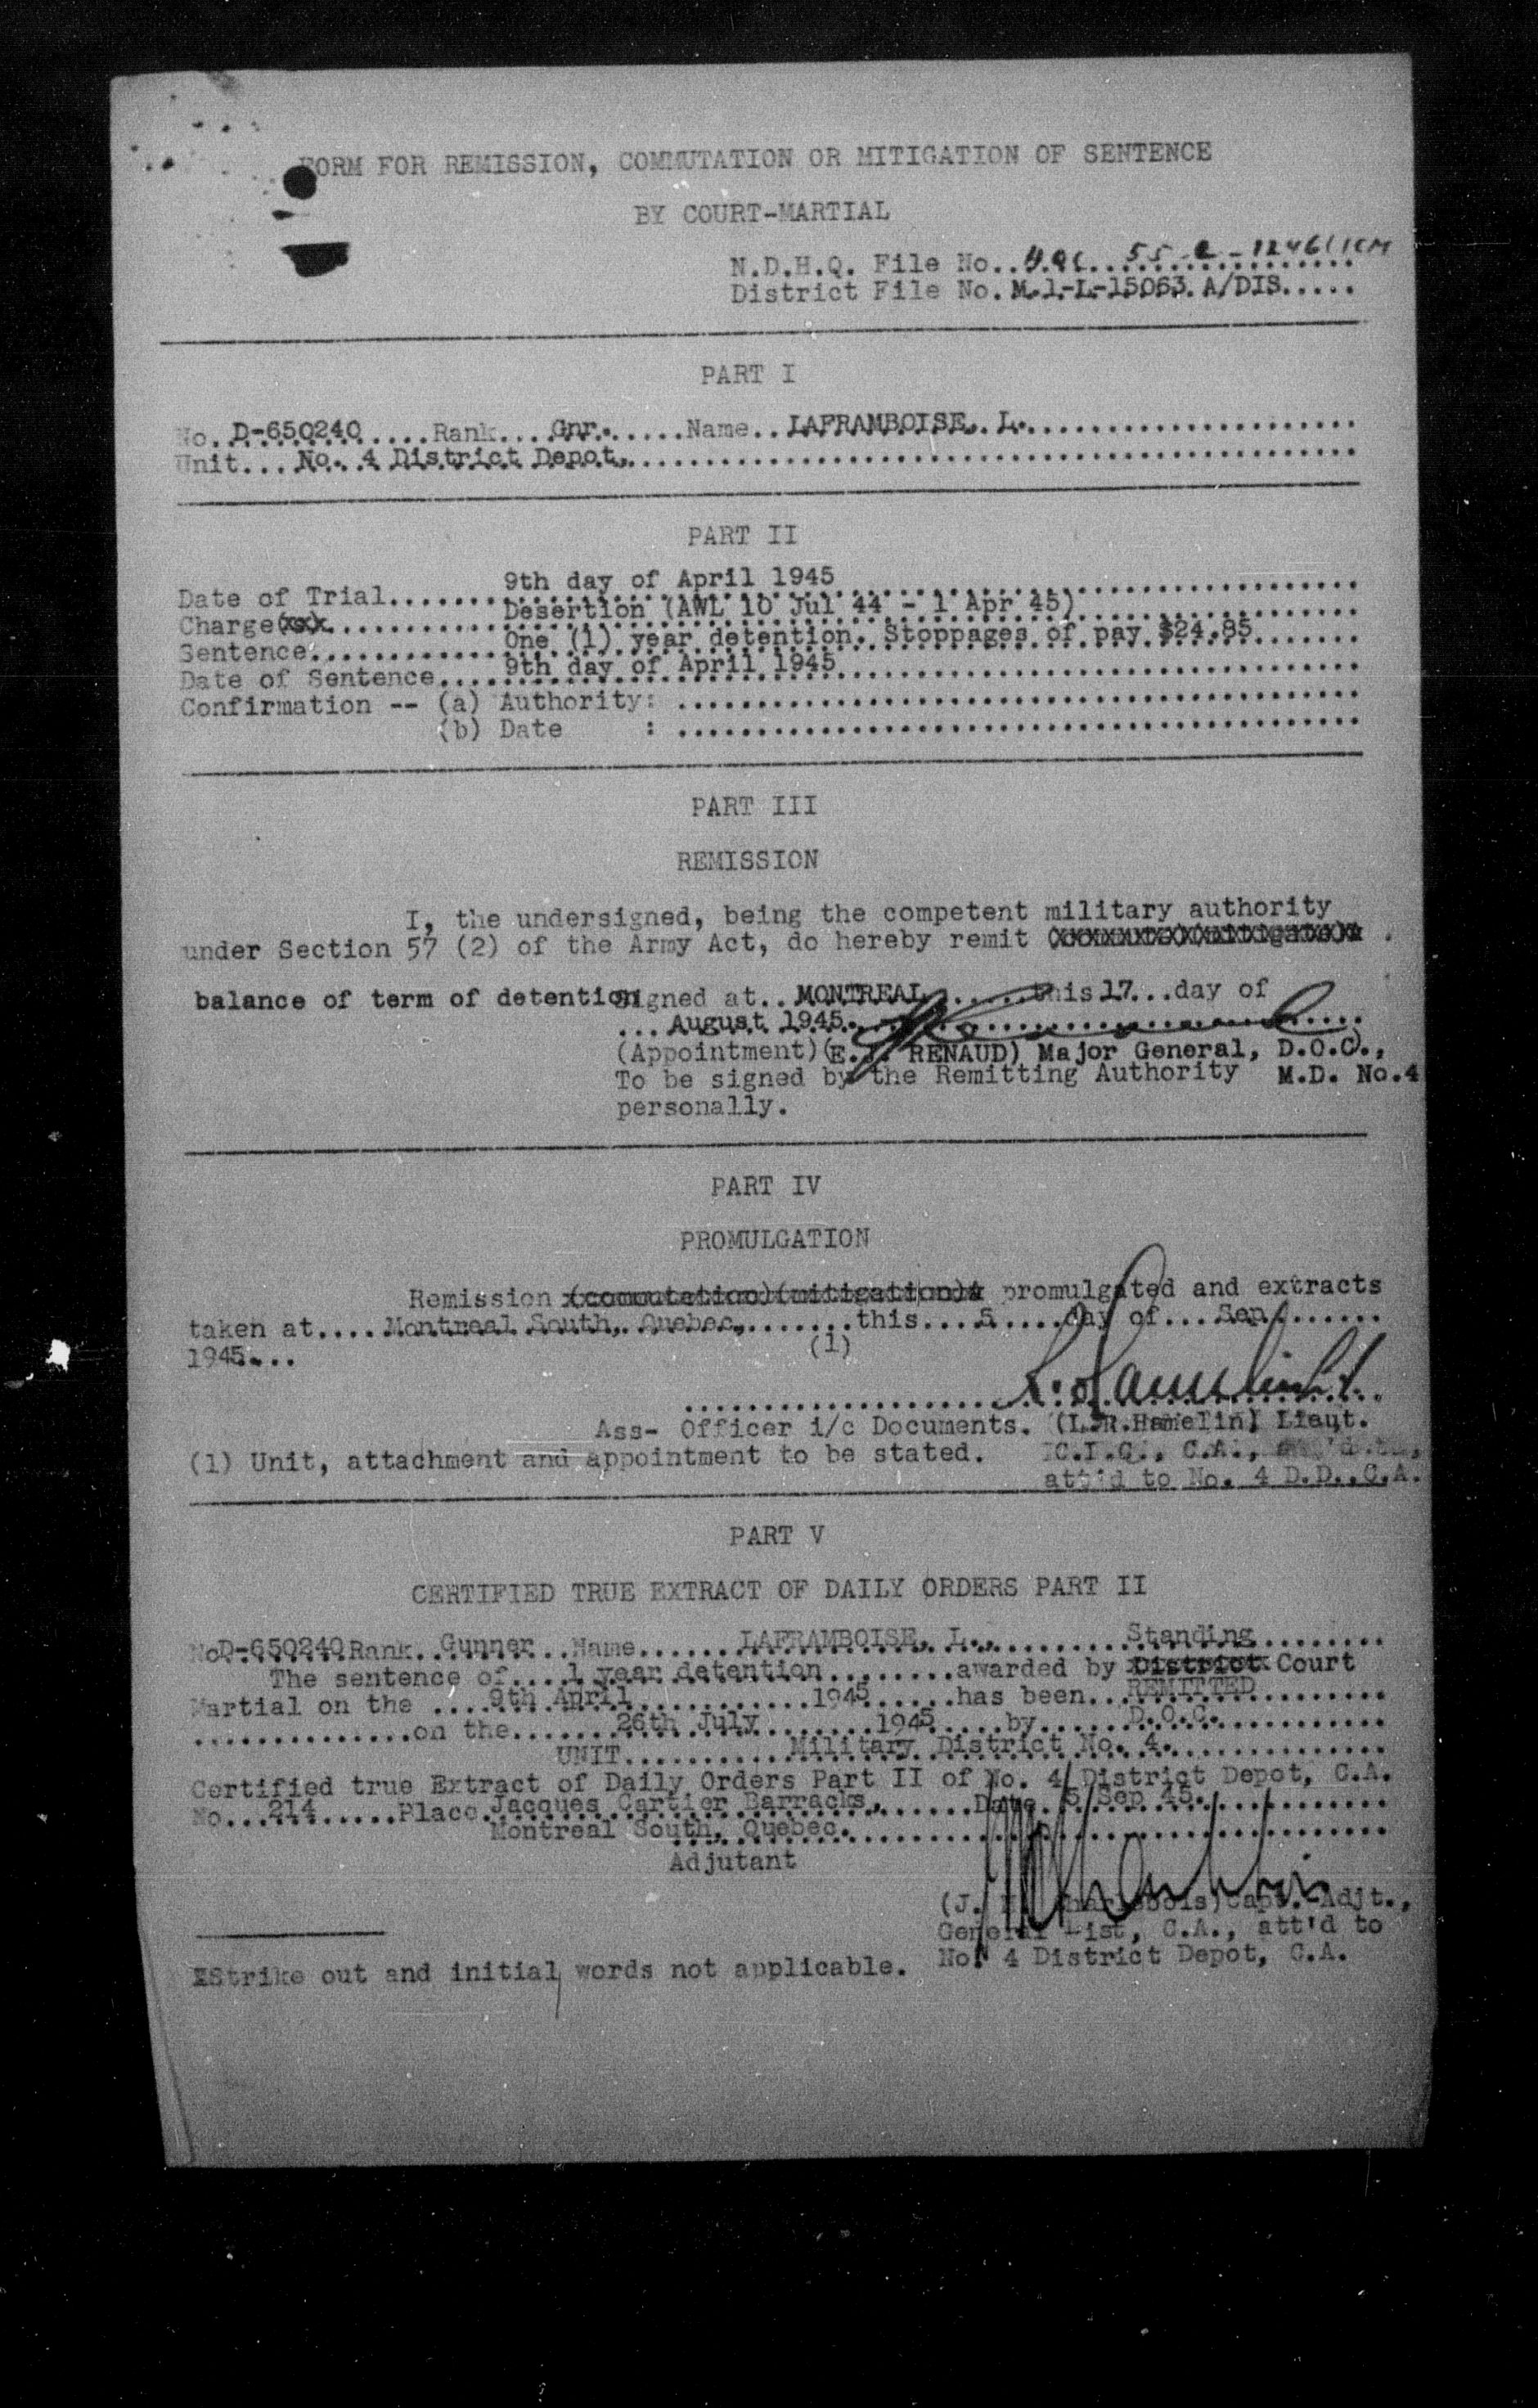 FORM FOR REMISSION, COMMUTATION OR MITIGATION OF SENTENCE
BY COURT-MARTIAL
N.D.H.Q. File No.. 55
District File No. M.1-L-15063 A/DIS.....
PART I
No. D-650240.....Rank....Gnr.......Name..LAFRAMBOISE, L.
Unit...No. 4 District Depot,
PART II
Date of Trial....... 9th day of April 1945
Charge Desertion (AWL 10 Jul 44 - 1 Apr 45)
Sentence............One (1) year detention. Stoppages of pay $24.85.......
Date of Sentence....9th day of April 1945
Confirmation -- (a) Authority:
(b) Date :
PART III
REMISSION
I, the undersigned, being the competent military authority
under Section 57 (2) of the Army Act, do hereby remit
balance of term of detention Signed at..MONTREAL......this 17...day of
...August 1945.
(Appointment)(E.J. RENAUD) Major General, D.O.C.,
To be signed by the Remitting Authority M.D. No.4
personally.
PART IV
PROMULGATION
Remission (commutation)(mitigation)x promulgated and extracts
taken at....Montreal South, Quebec,.......this....5.....day of...Sep.......
1945....
(1)
Ass- Officer i/c Documents. (L.R.Hamelin) Lieut.
(1) Unit, attachment and appointment to be stated. C.I.C., C.A.,
att'd to No. 4 D.D.,C.A.
PART V
CERTIFIED TRUE EXTRACT OF DAILY ORDERS PART II
No D-650240 Rank..Gunner...Name.......LAFRAMBOISE, L.,........Standing........
The sentence of....1 year detention........awarded by District Court
Martial on the ....9th April...........1945......has been...REMITTED
..............on the.......26th July........1945.....by......D.O.C.
UNIT...........Military District No. 4.
Certified true Extract of Daily Orders Part II of No. 4 District Depot, C.A.
No...214......Place Jacques Cartier Barracks,.......Date. 5 Sep 45.
Montreal South, Quebec.
Adjutant
(J. Charlebois)Capt. Adjt.,
General List, C.A., att'd to
No. 4 District Depot, C.A.
xStrike out and initial words not applicable.